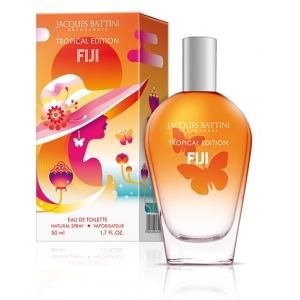 JACQUES BATTINI
FRAGRANCES
TROPICAL EDITION
FIJI
EAU DE TOILETTE
NATURAL SPRAY • VAPORISATEUR
50 ml 1,7 FL.OZ.
JACQUES BATTINI
FRAGRANCES
TROPICAL EDITION
FIJI